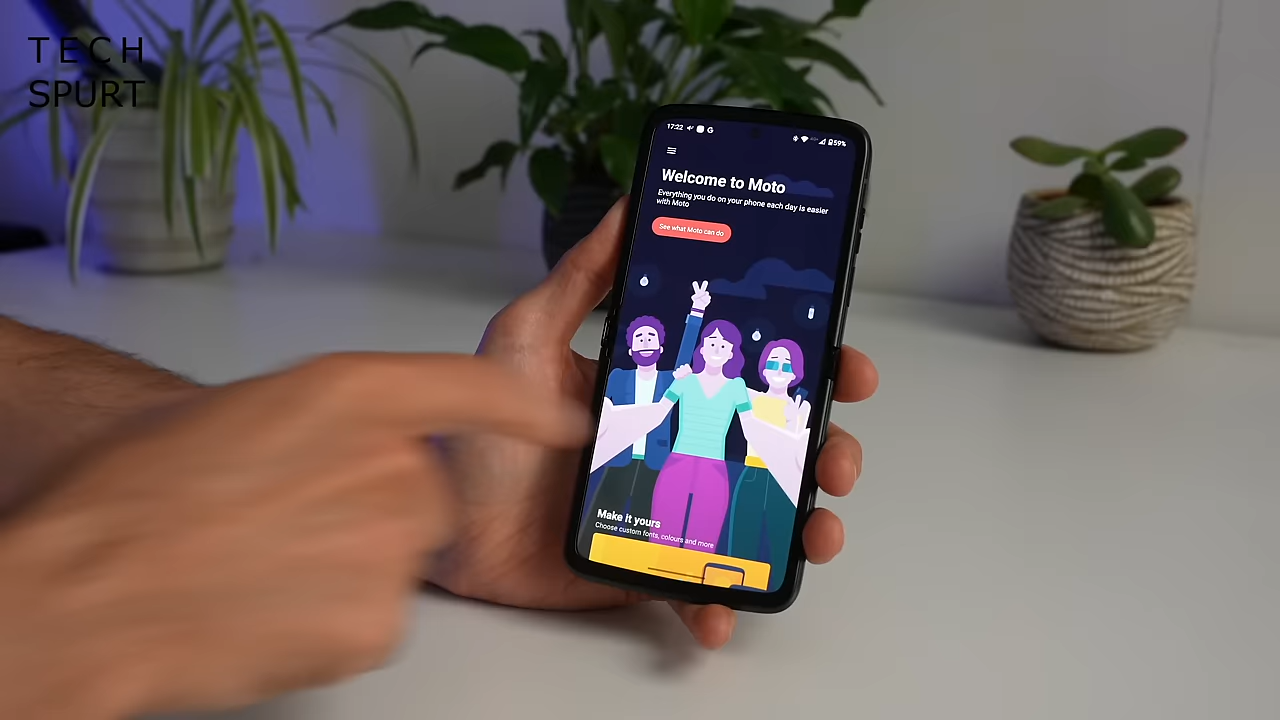 TECH
SPURT
17:22
59%
Welcome to Moto
Everything you do on your phone each day is easier
with Moto
See what Moto can do
Make it yours
Choose custom fonts, colours and more